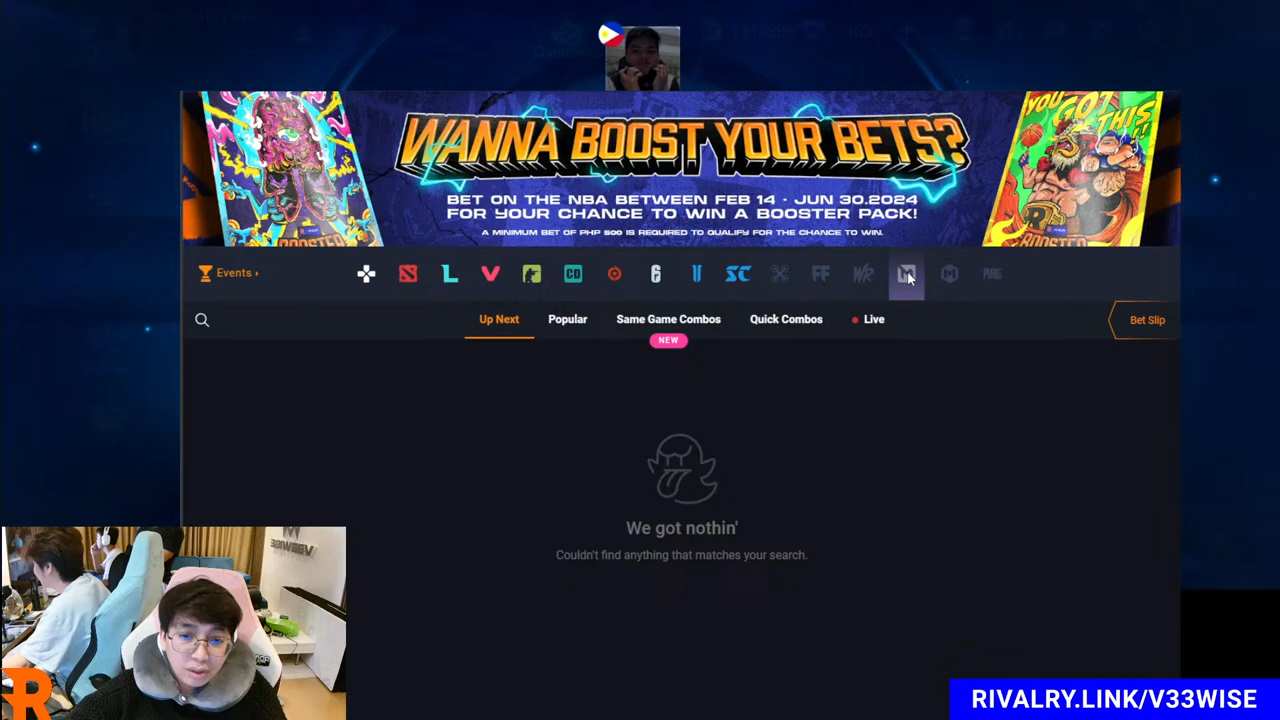 WANNA BOOST YOUR BETS?
BET ON THE NBA BETWEEN FEB 14 - JUN 30.2024
FOR YOUR CHANCE TO WIN A BOOSTER PACK!
A MINIMUM BET OF PHP 500 IS REQUIRED TO QUALIFY FOR THE CHANCE TO WIN.
YOU GOT THIS!!
BOOSTER
BOOSTER
Events
Up Next
Popular
Same Game Combos
Quick Combos
Live
Bet Slip
NEW
We got nothin'
Couldn't find anything that matches your search.
V33WISE
R
RIVALRY.LINK/V33WISE